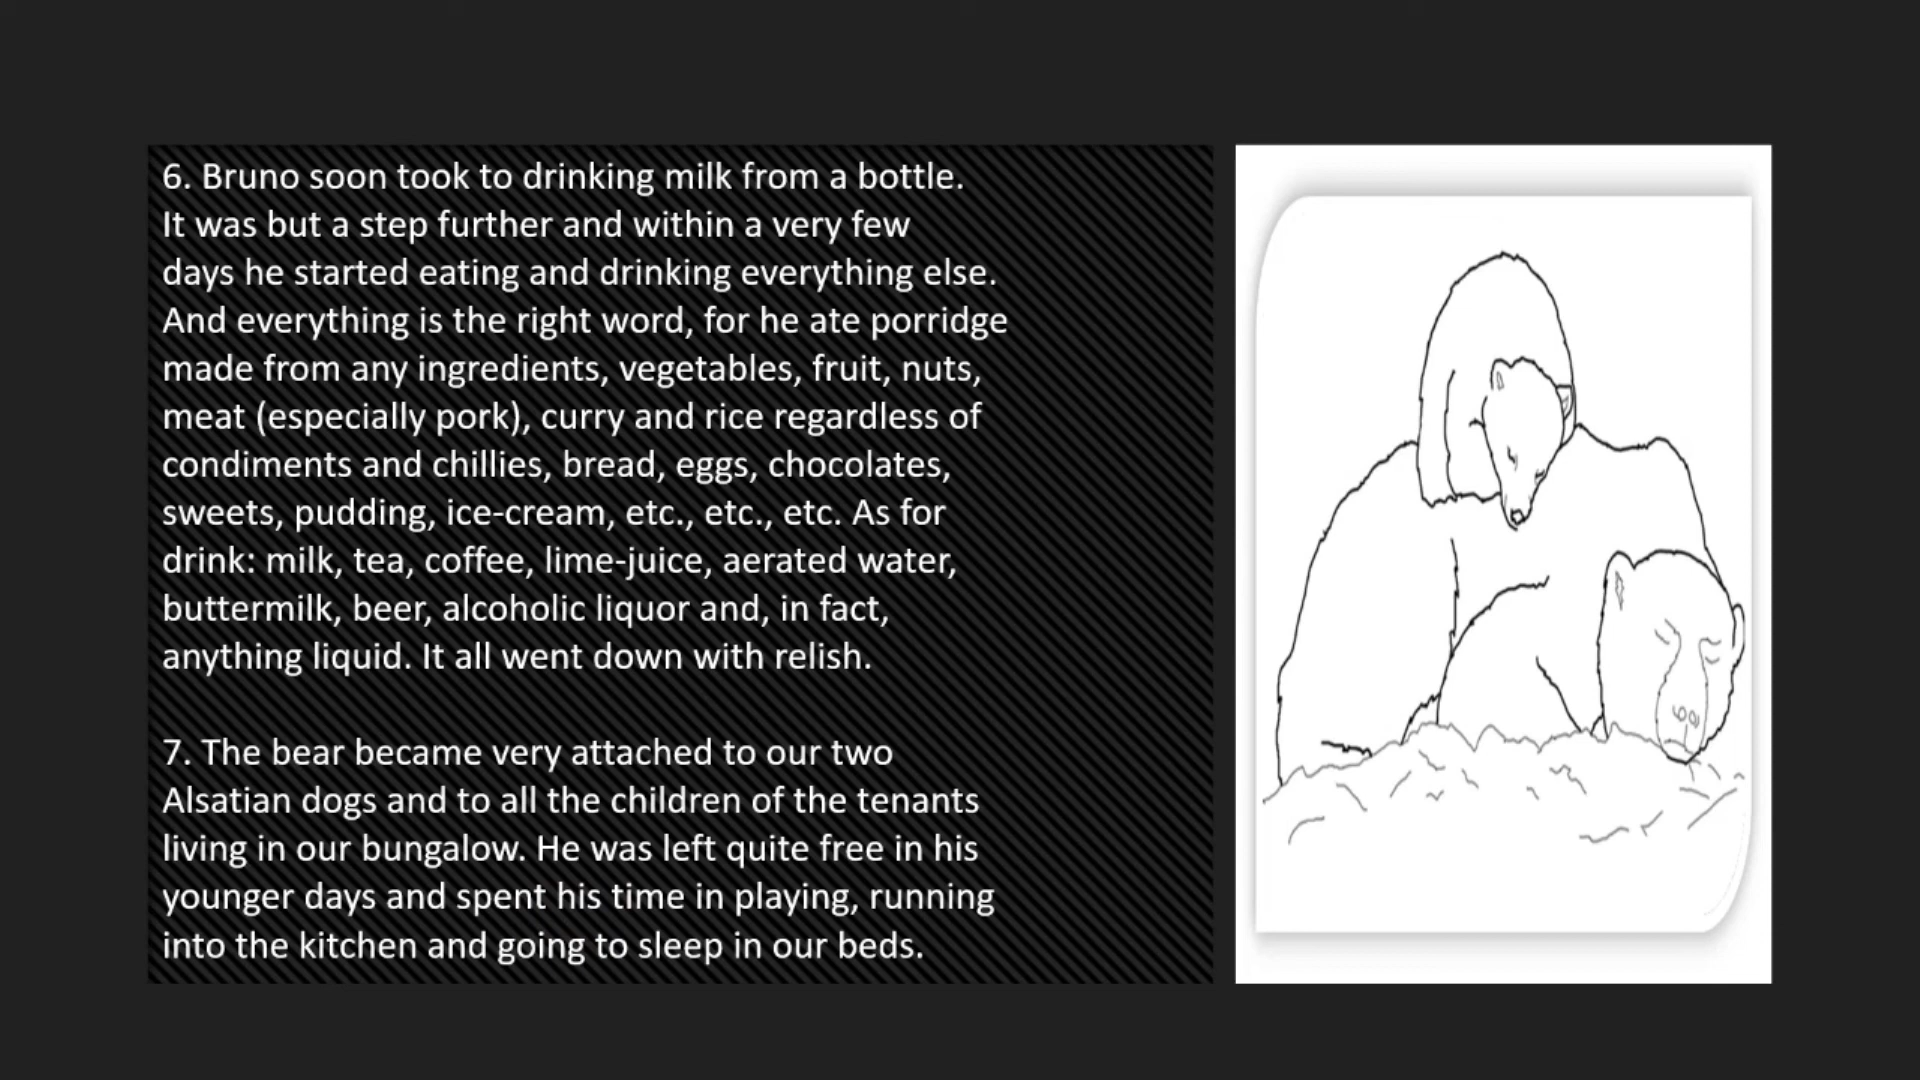 6. Bruno soon took to drinking milk from a bottle.
It was but a step further and within a very few
days he started eating and drinking everything else.
And everything is the right word, for he ate porridge
made from any ingredients, vegetables, fruit, nuts,
meat (especially pork), curry and rice regardless of
condiments and chillies, bread, eggs, chocolates,
sweets, pudding, ice-cream, etc., etc., etc. As for
drink: milk, tea, coffee, lime-juice, aerated water,
buttermilk, beer, alcoholic liquor and, in fact,
anything liquid. It all went down with relish.
7. The bear became very attached to our two
Alsatian dogs and to all the children of the tenants
living in our bungalow. He was left quite free in his
younger days and spent his time in playing, running
into the kitchen and going to sleep in our beds.